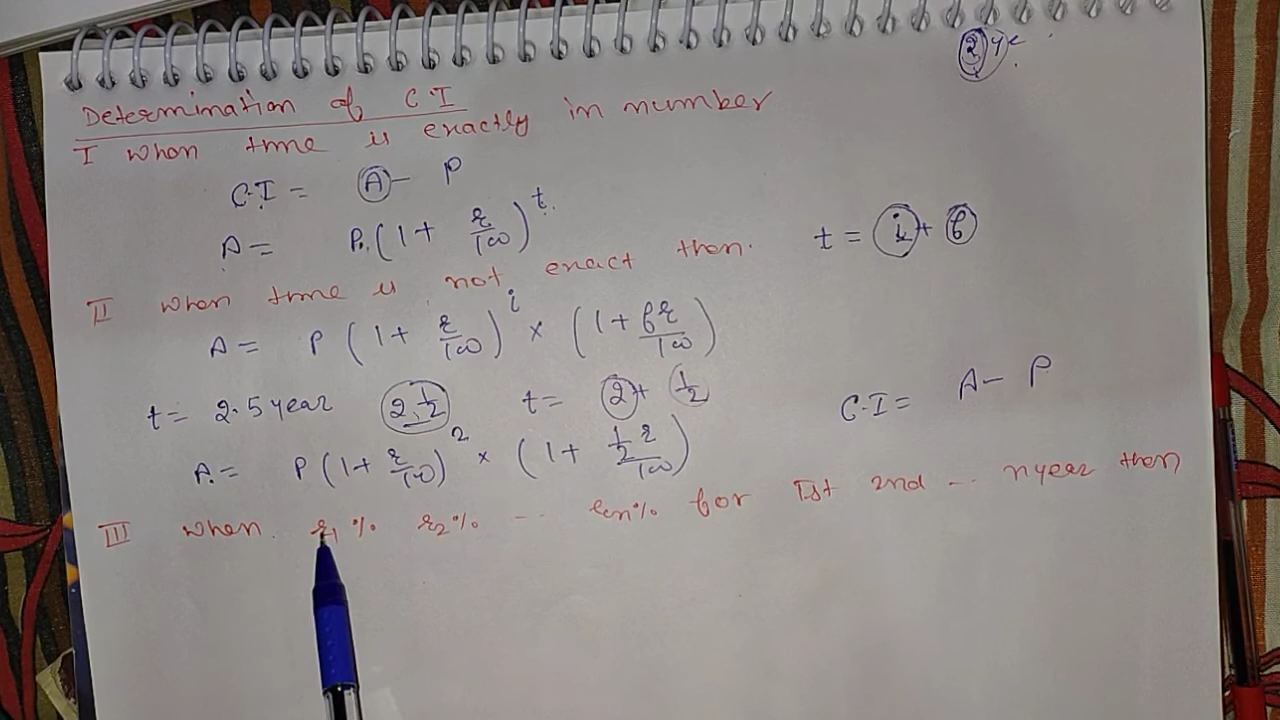 2 yr.
Determination of C I
I when time is exactly in number
C.I = A - P
A = P.(1 + r/100)^t.
t = i + f
II when time is not exact then.
A = P (1 + r/100)^i × (1 + fr/100)
t = 2.5 year 2.1/2 t = 2 + 1/2
C.I = A - P
A. = P (1 + r/100)^2 × (1 + 1/2 r/100)
III when r1% r2% -- rn% for Ist 2nd -- n year then